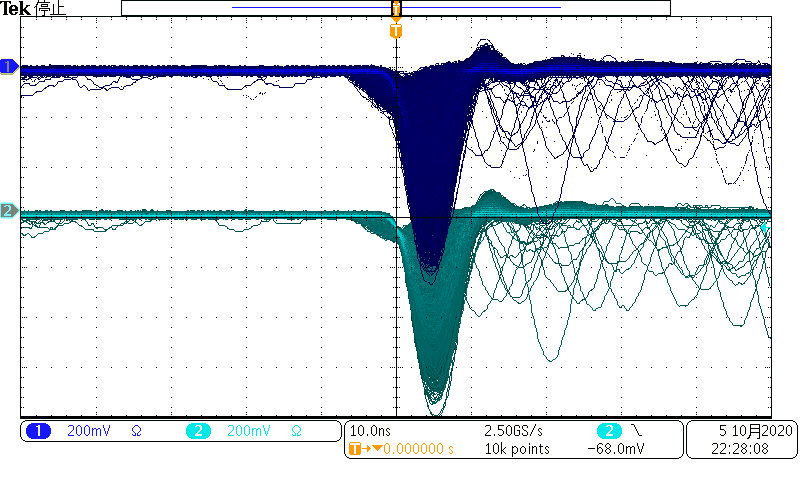 Tek 停止
T
T
1
2
1 200mV Ω 2 200mV Ω
10.0ns 2.50GS/s 2
T→▼0.000000 s 10k points −68.0mV
5 10月2020
22:28:08